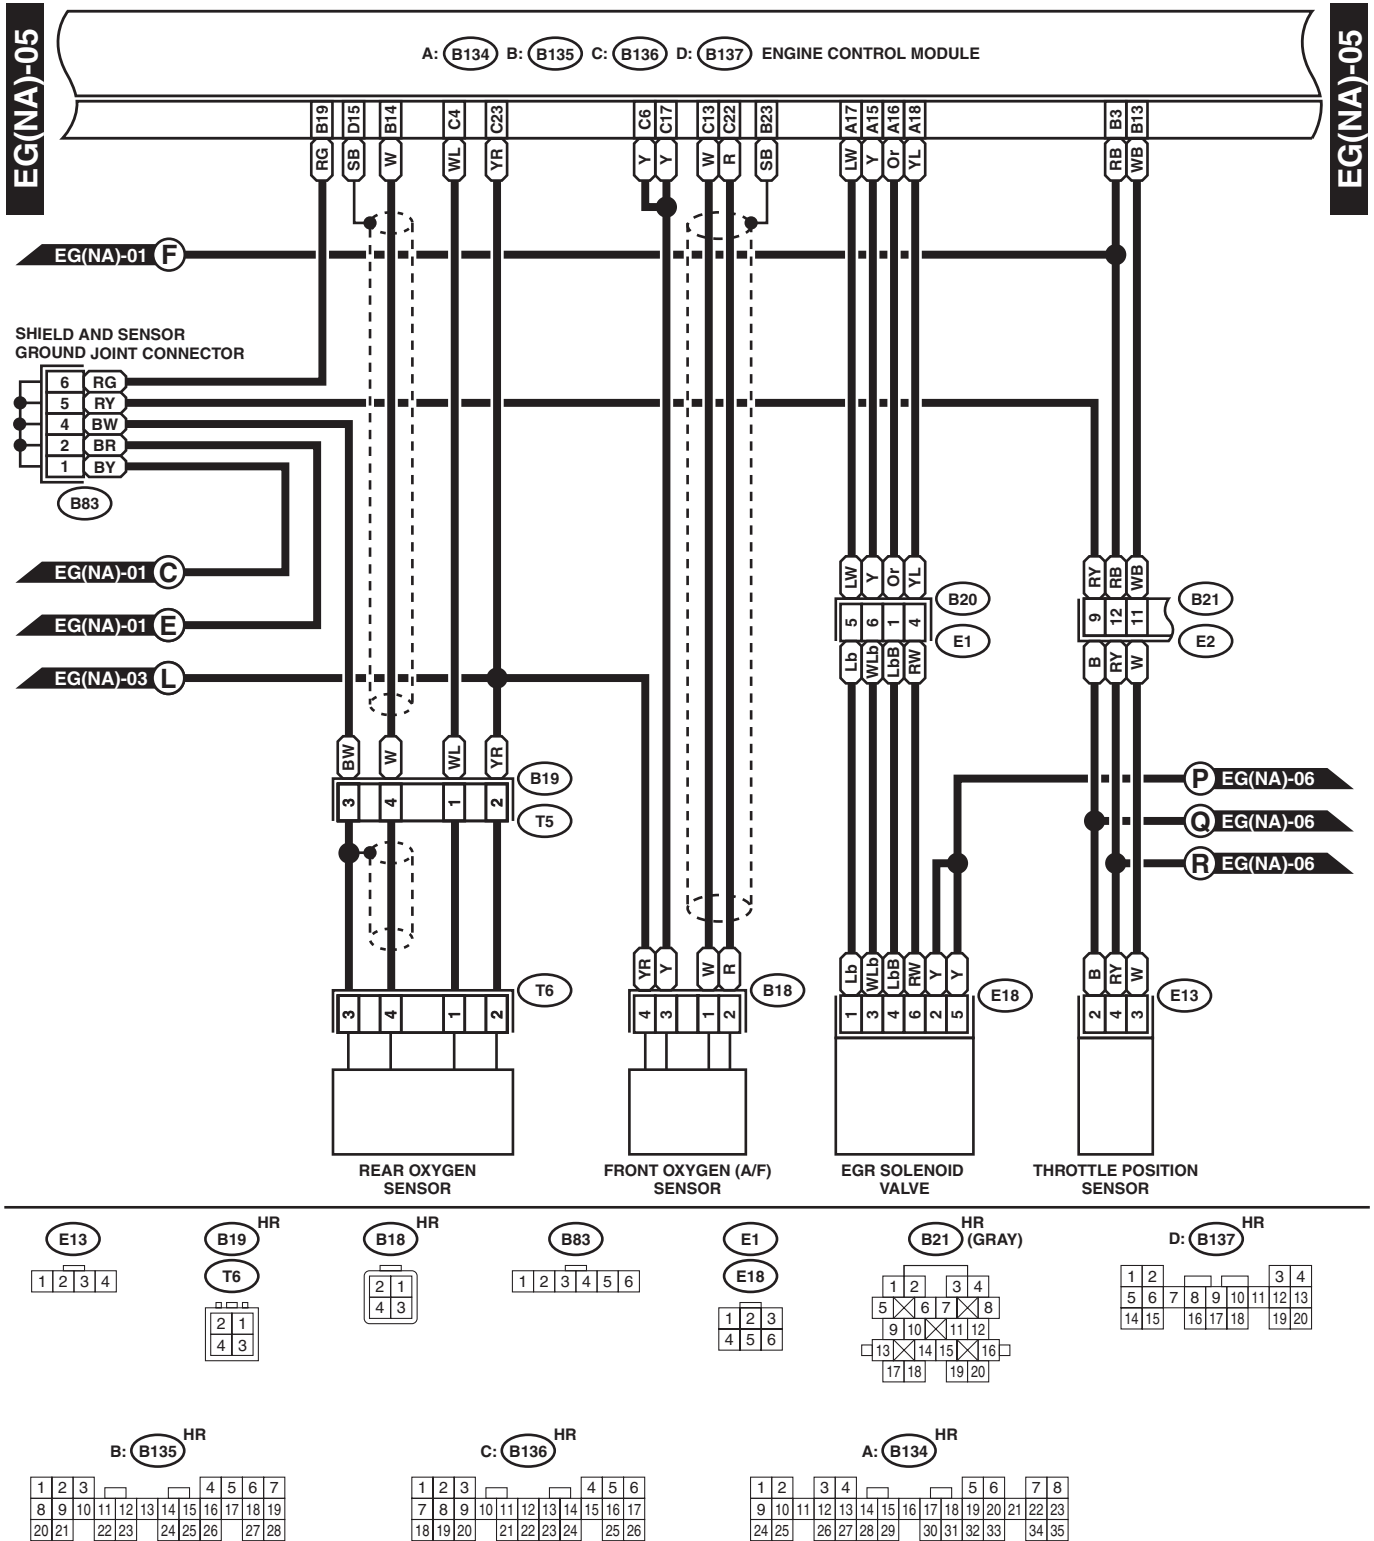 EG(NA)-05
EG(NA)-05
A: B134 B: B135 C: B136 D: B137 ENGINE CONTROL MODULE
B19 D15 B14 C4 C23 C6 C17 C13 C22 B23 A17 A15 A16 A18 B3 B13
RG SB W WL YR Y Y W R SB LW Y Or YL RB WB
EG(NA)-01 F
SHIELD AND SENSOR
GROUND JOINT CONNECTOR
6 RG
5 RY
4 BW
2 BR
1 BY
B83
EG(NA)-01 C
EG(NA)-01 E
EG(NA)-03 L
LW Y Or YL RY RB WB
5 6 1 4 B20 9 12 11 B21
E1 E2
Lb WLb LbB RW B RY W
BW W WL YR
3 4 1 2 B19
T5
P EG(NA)-06
Q EG(NA)-06
R EG(NA)-06
YR Y W R Lb WLb LbB RW Y Y B RY W
T6 B18 E18 E13
3 4 1 2 4 3 1 2 1 3 4 6 2 5 2 4 3
REAR OXYGEN
SENSOR
FRONT OXYGEN (A/F)
SENSOR
EGR SOLENOID
VALVE
THROTTLE POSITION
SENSOR
E13
1 2 3 4
B19 HR
T6
2 1
4 3
B18 HR
2 1
4 3
B83
1 2 3 4 5 6
E1
E18
1 2 3
4 5 6
B21 HR (GRAY)
1 2 3 4
5 6 7 8
9 10 11 12
13 14 15 16
17 18 19 20
D: B137 HR
1 2 3 4
5 6 7 8 9 10 11 12 13
14 15 16 17 18 19 20
B: B135 HR
1 2 3 4 5 6 7
8 9 10 11 12 13 14 15 16 17 18 19
20 21 22 23 24 25 26 27 28
C: B136 HR
1 2 3 4 5 6
7 8 9 10 11 12 13 14 15 16 17
18 19 20 21 22 23 24 25 26
A: B134 HR
1 2 3 4 5 6 7 8
9 10 11 12 13 14 15 16 17 18 19 20 21 22 23
24 25 26 27 28 29 30 31 32 33 34 35